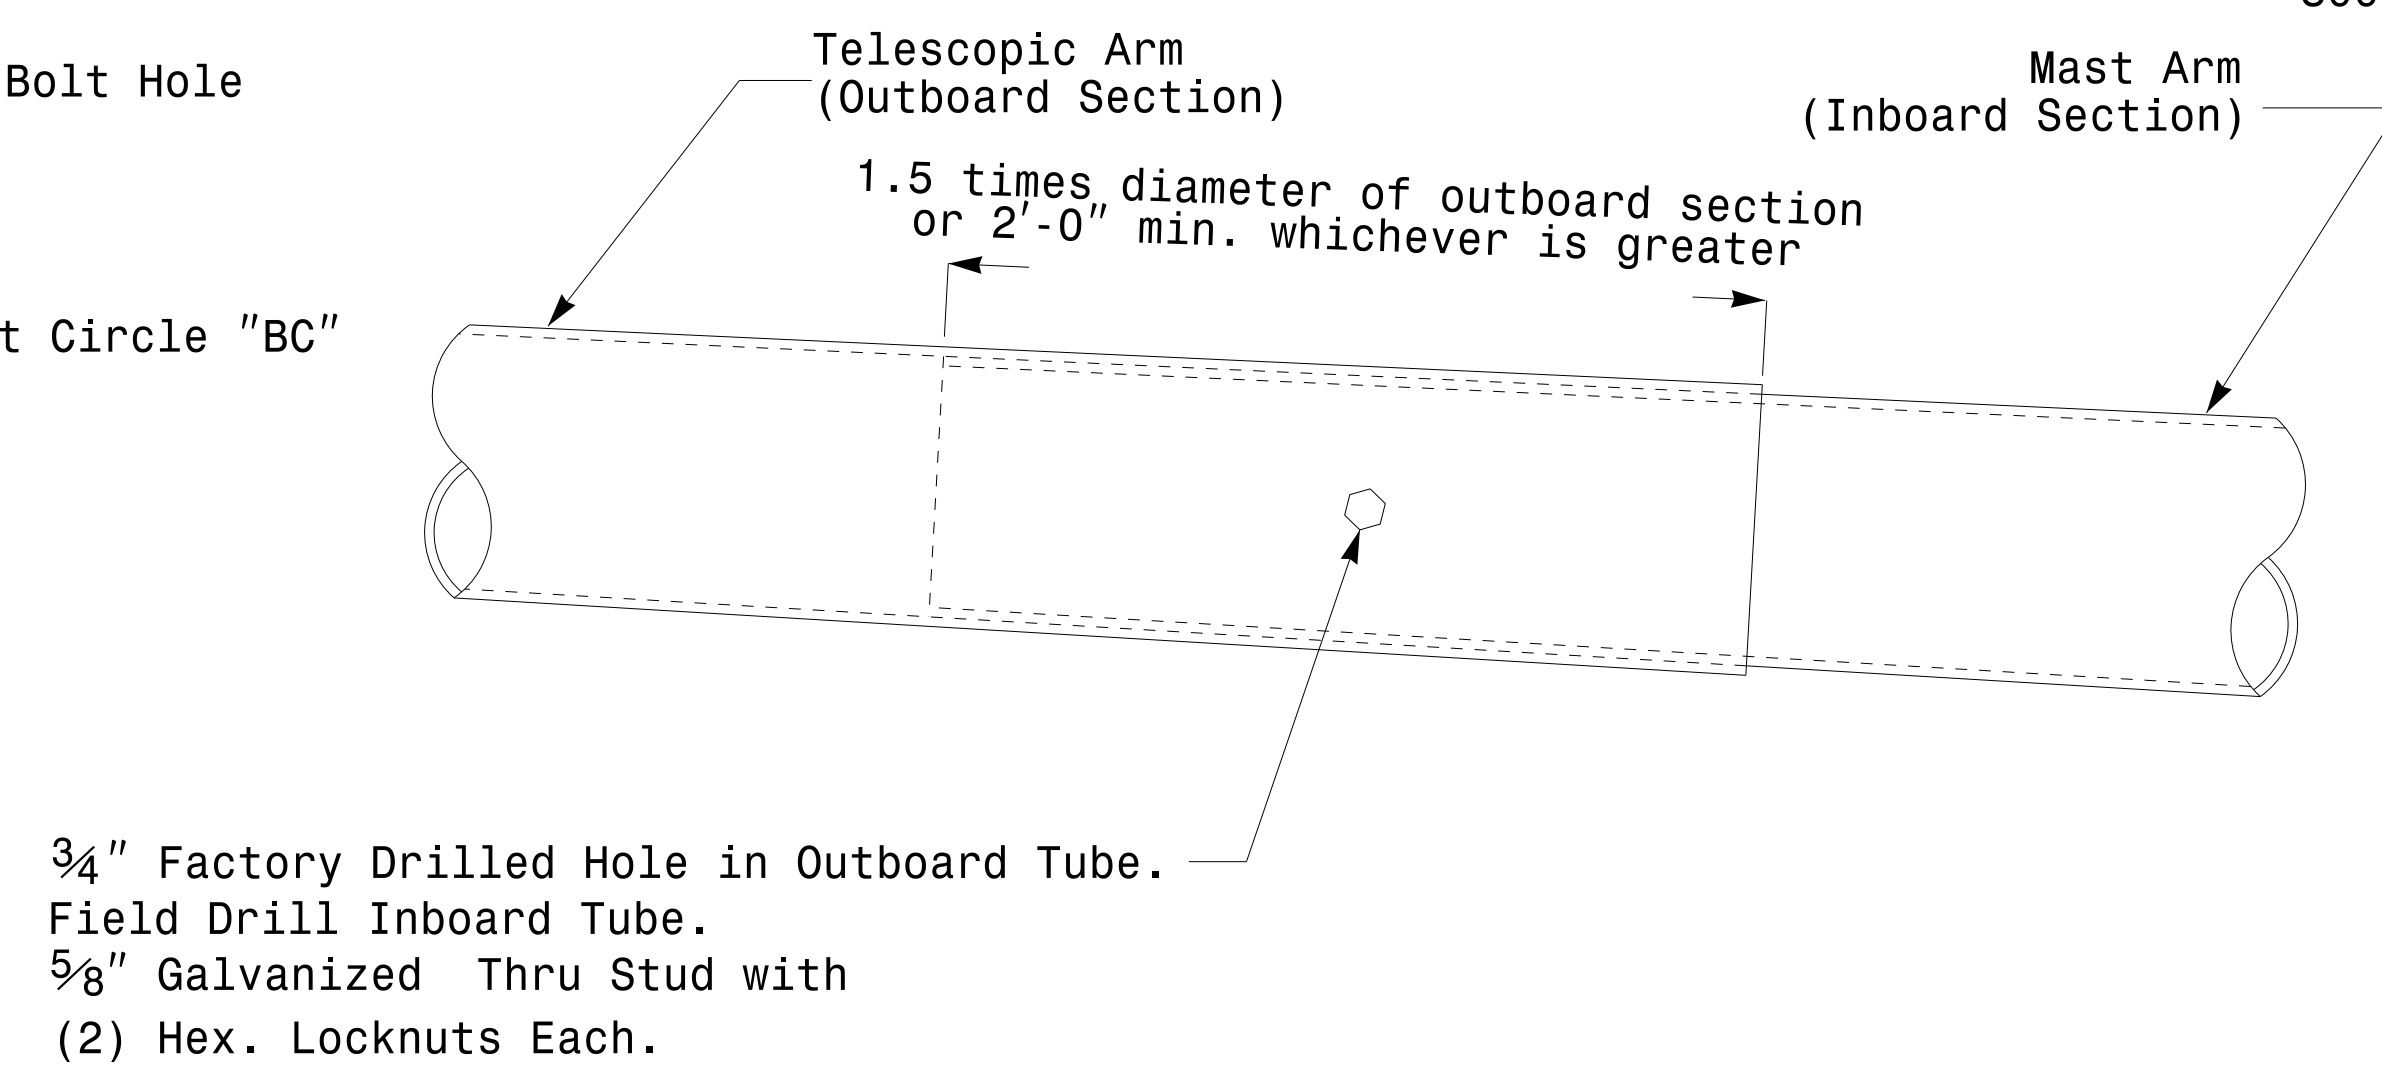 Bolt Hole
Telescopic Arm
(Outboard Section)
Mast Arm
(Inboard Section)
1.5 times diameter of outboard section
or 2'-0" min. whichever is greater
Circle "BC"
3/4" Factory Drilled Hole in Outboard Tube.
Field Drill Inboard Tube.
5/8" Galvanized  Thru Stud with
(2) Hex. Locknuts Each.